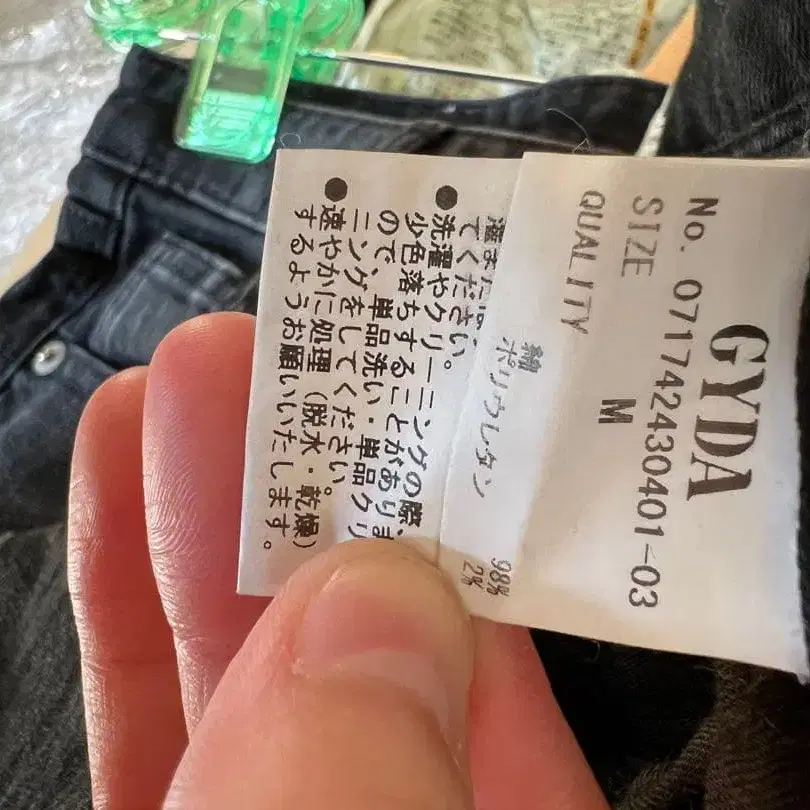 GYDA
No. 071742430401-03
SIZE M
QUALITY
綿 98%
ポリウレタン 2%
てください。
●洗濯やクリーニングの際、
少色落ちすることがありま
のでご単品洗い・単品クリ
ニングをしてください。
●速やかに処理(脱水・乾燥)
するようお願いいたします。